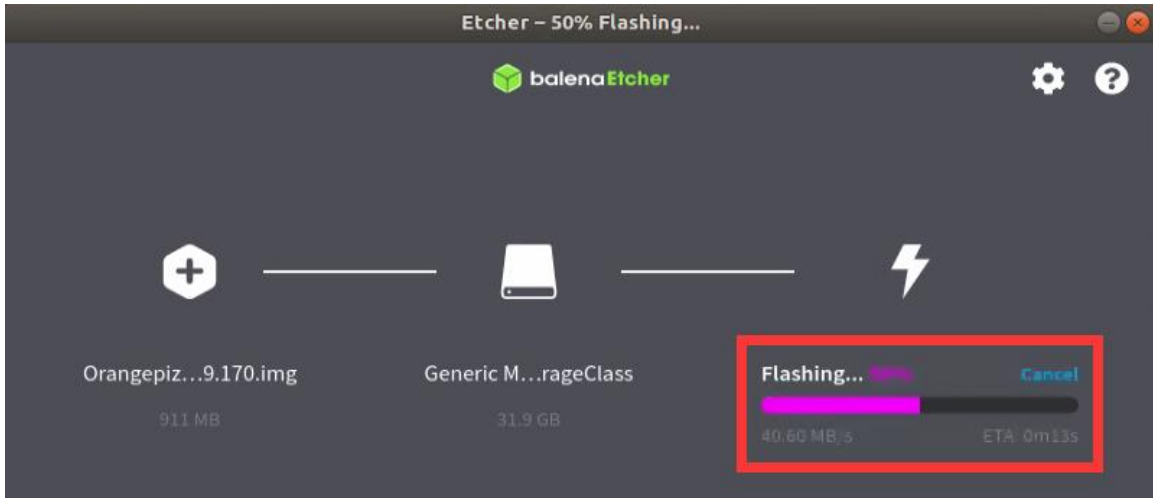 Etcher – 50% Flashing...
balenaEtcher
Orangepiz...9.170.img
911 MB
Generic M...rageClass
31.9 GB
Flashing... 50%
Cancel
40.60 MB/s
ETA: 0m13s